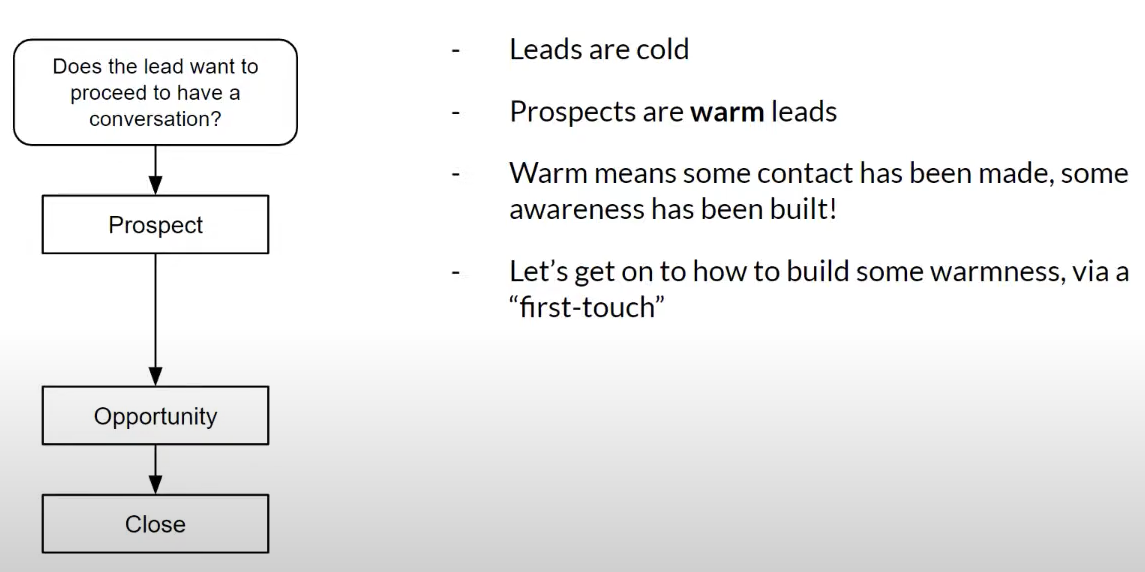 Does the lead want to
proceed to have a
conversation?
Prospect
Opportunity
Close
- Leads are cold
- Prospects are warm leads
- Warm means some contact has been made, some
awareness has been built!
- Let’s get on to how to build some warmness, via a
“first-touch”